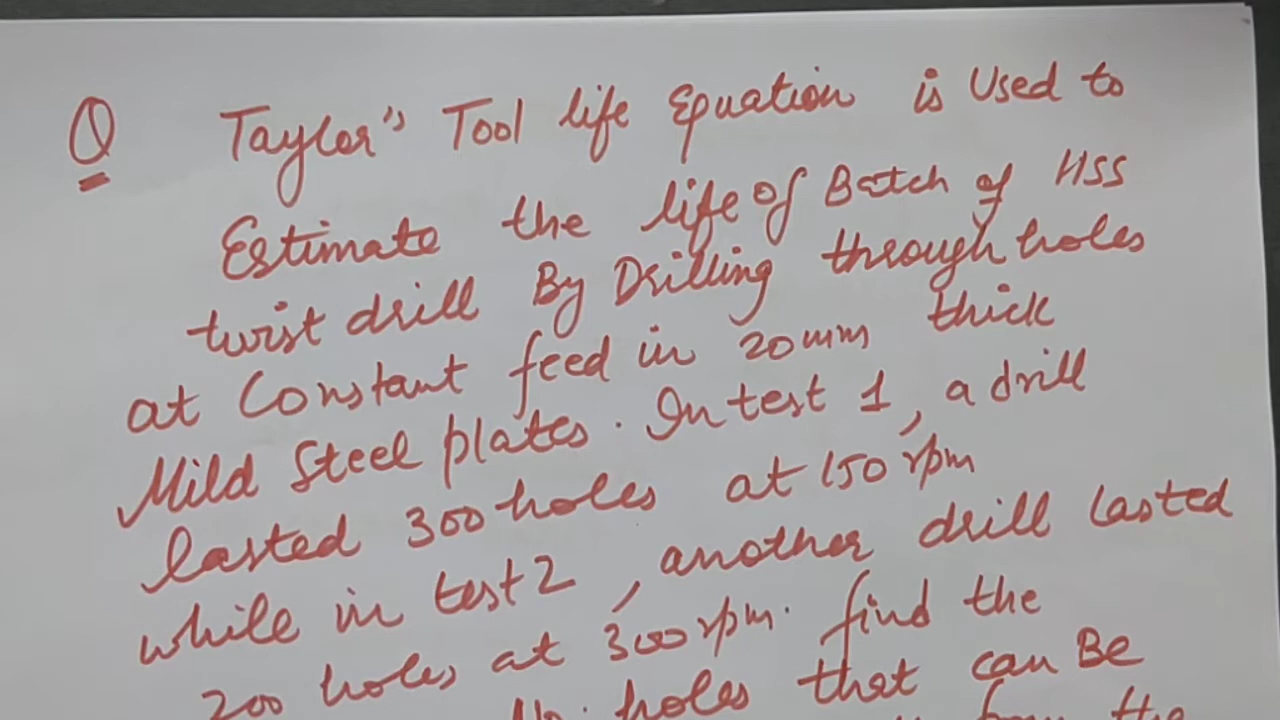 Q Taylor's Tool life Equation is Used to
Estimate the life of Batch of HSS
twist drill By Drilling through holes
at Constant feed in 20mm thick
Mild Steel plates. In test 1, a drill
lasted 300 holes at 150 rpm
while in test 2, another drill lasted
200 holes at 300 rpm. find the
No. holes that can Be
from the